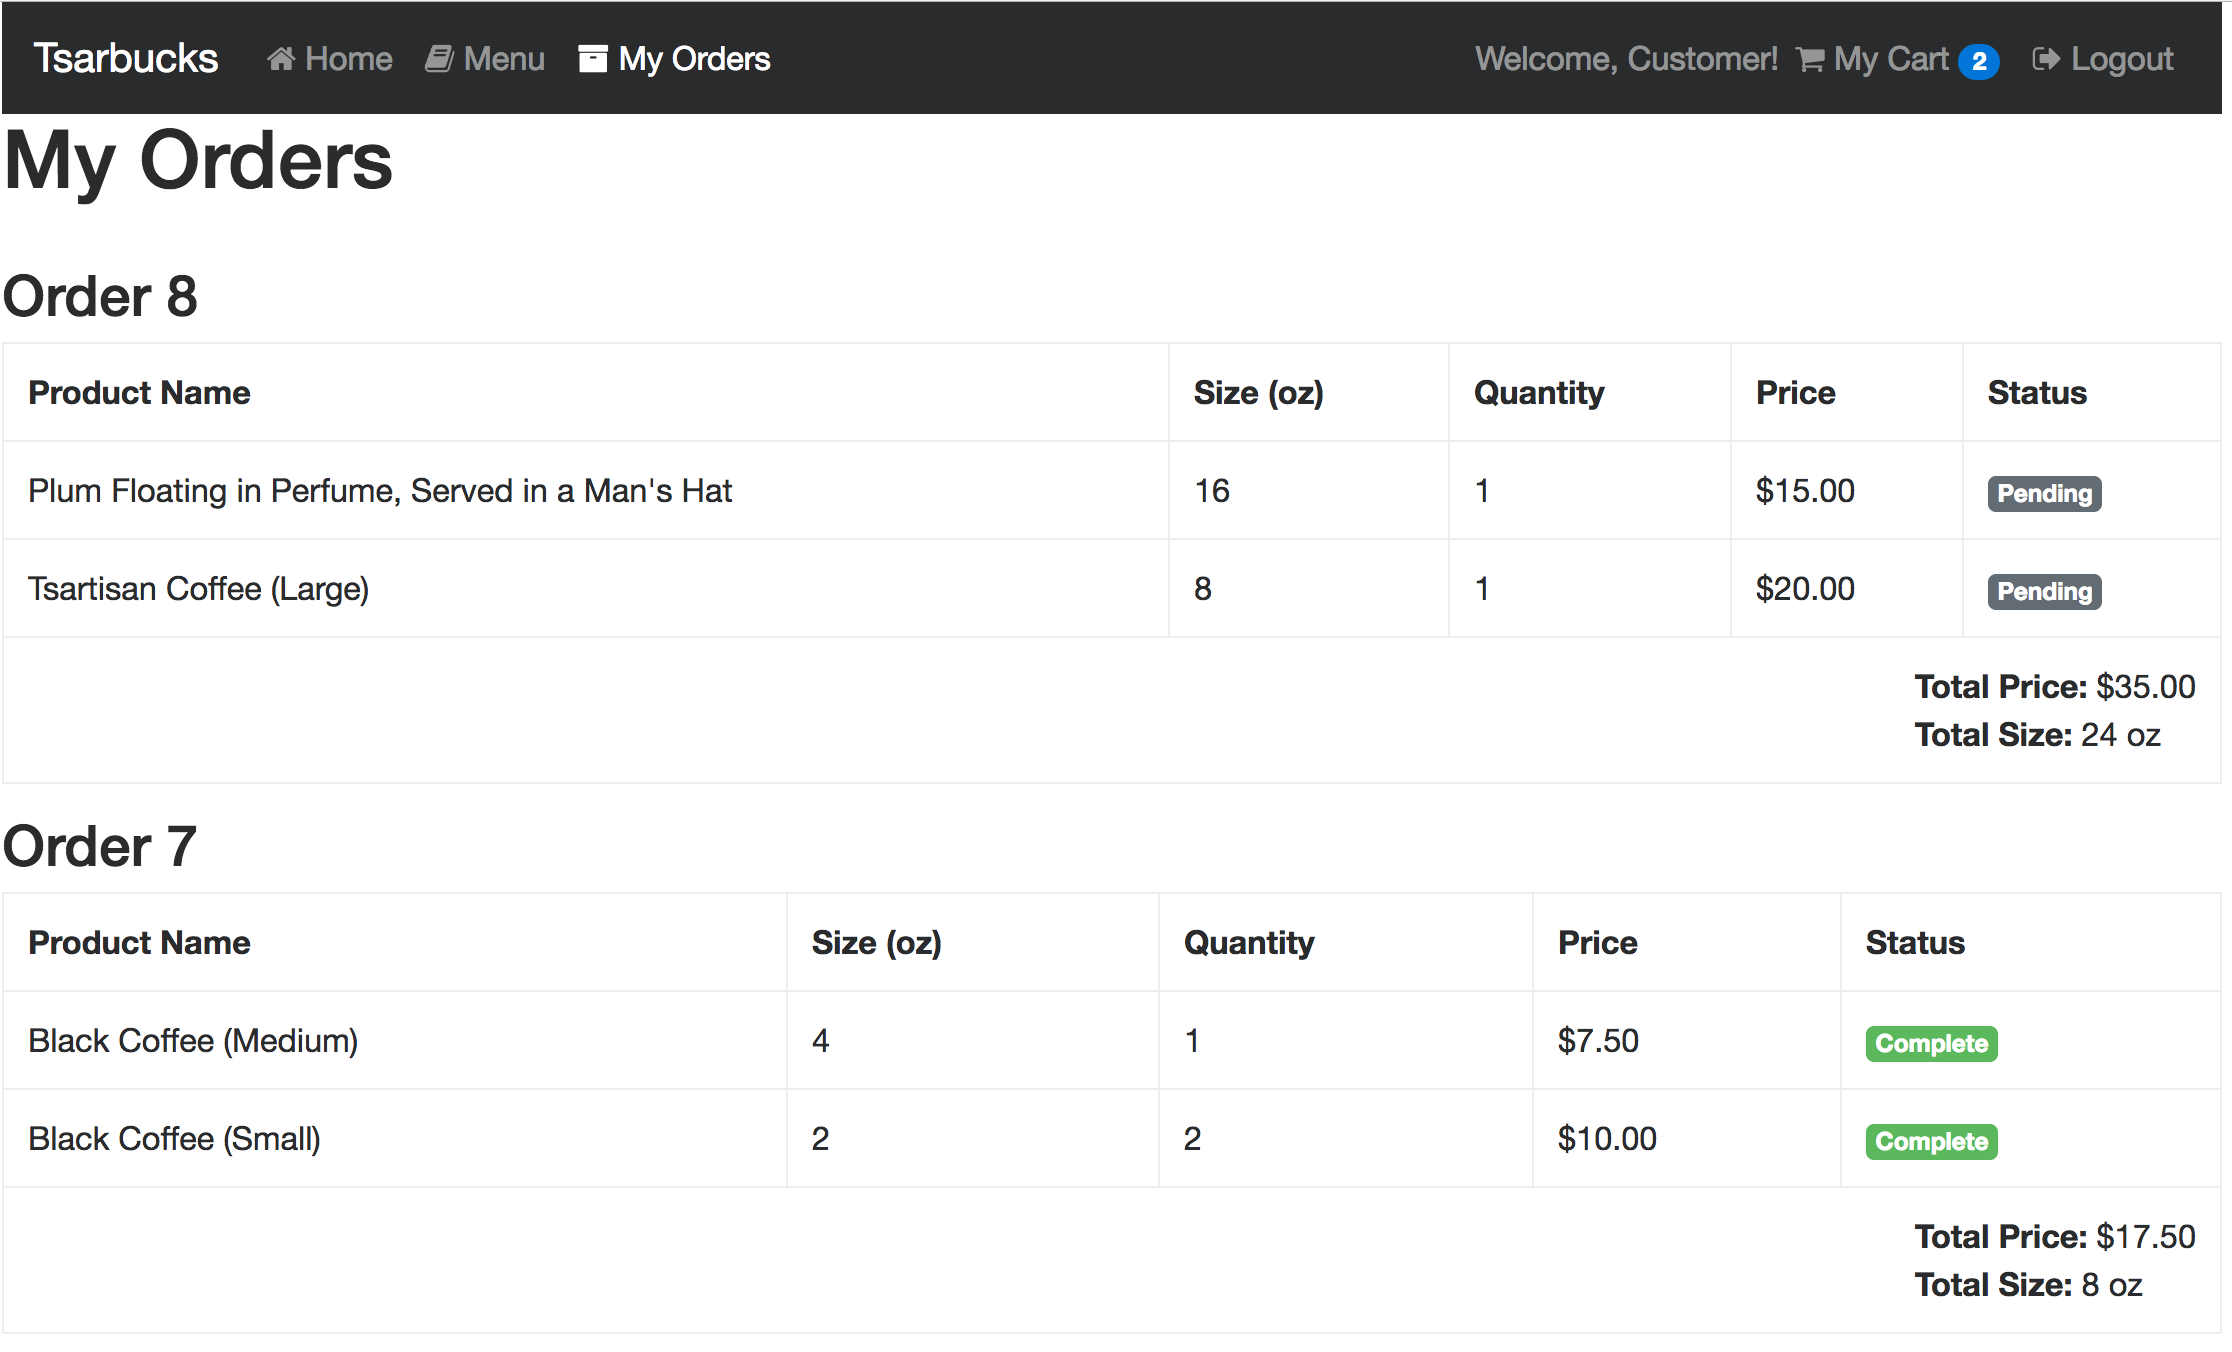 Tsarbucks Home Menu My Orders Welcome, Customer! My Cart 2 Logout
My Orders
Order 8
Product Name Size (oz) Quantity Price Status
Plum Floating in Perfume, Served in a Man's Hat 16 1 $15.00 Pending
Tsartisan Coffee (Large) 8 1 $20.00 Pending
Total Price: $35.00
Total Size: 24 oz
Order 7
Product Name Size (oz) Quantity Price Status
Black Coffee (Medium) 4 1 $7.50 Complete
Black Coffee (Small) 2 2 $10.00 Complete
Total Price: $17.50
Total Size: 8 oz